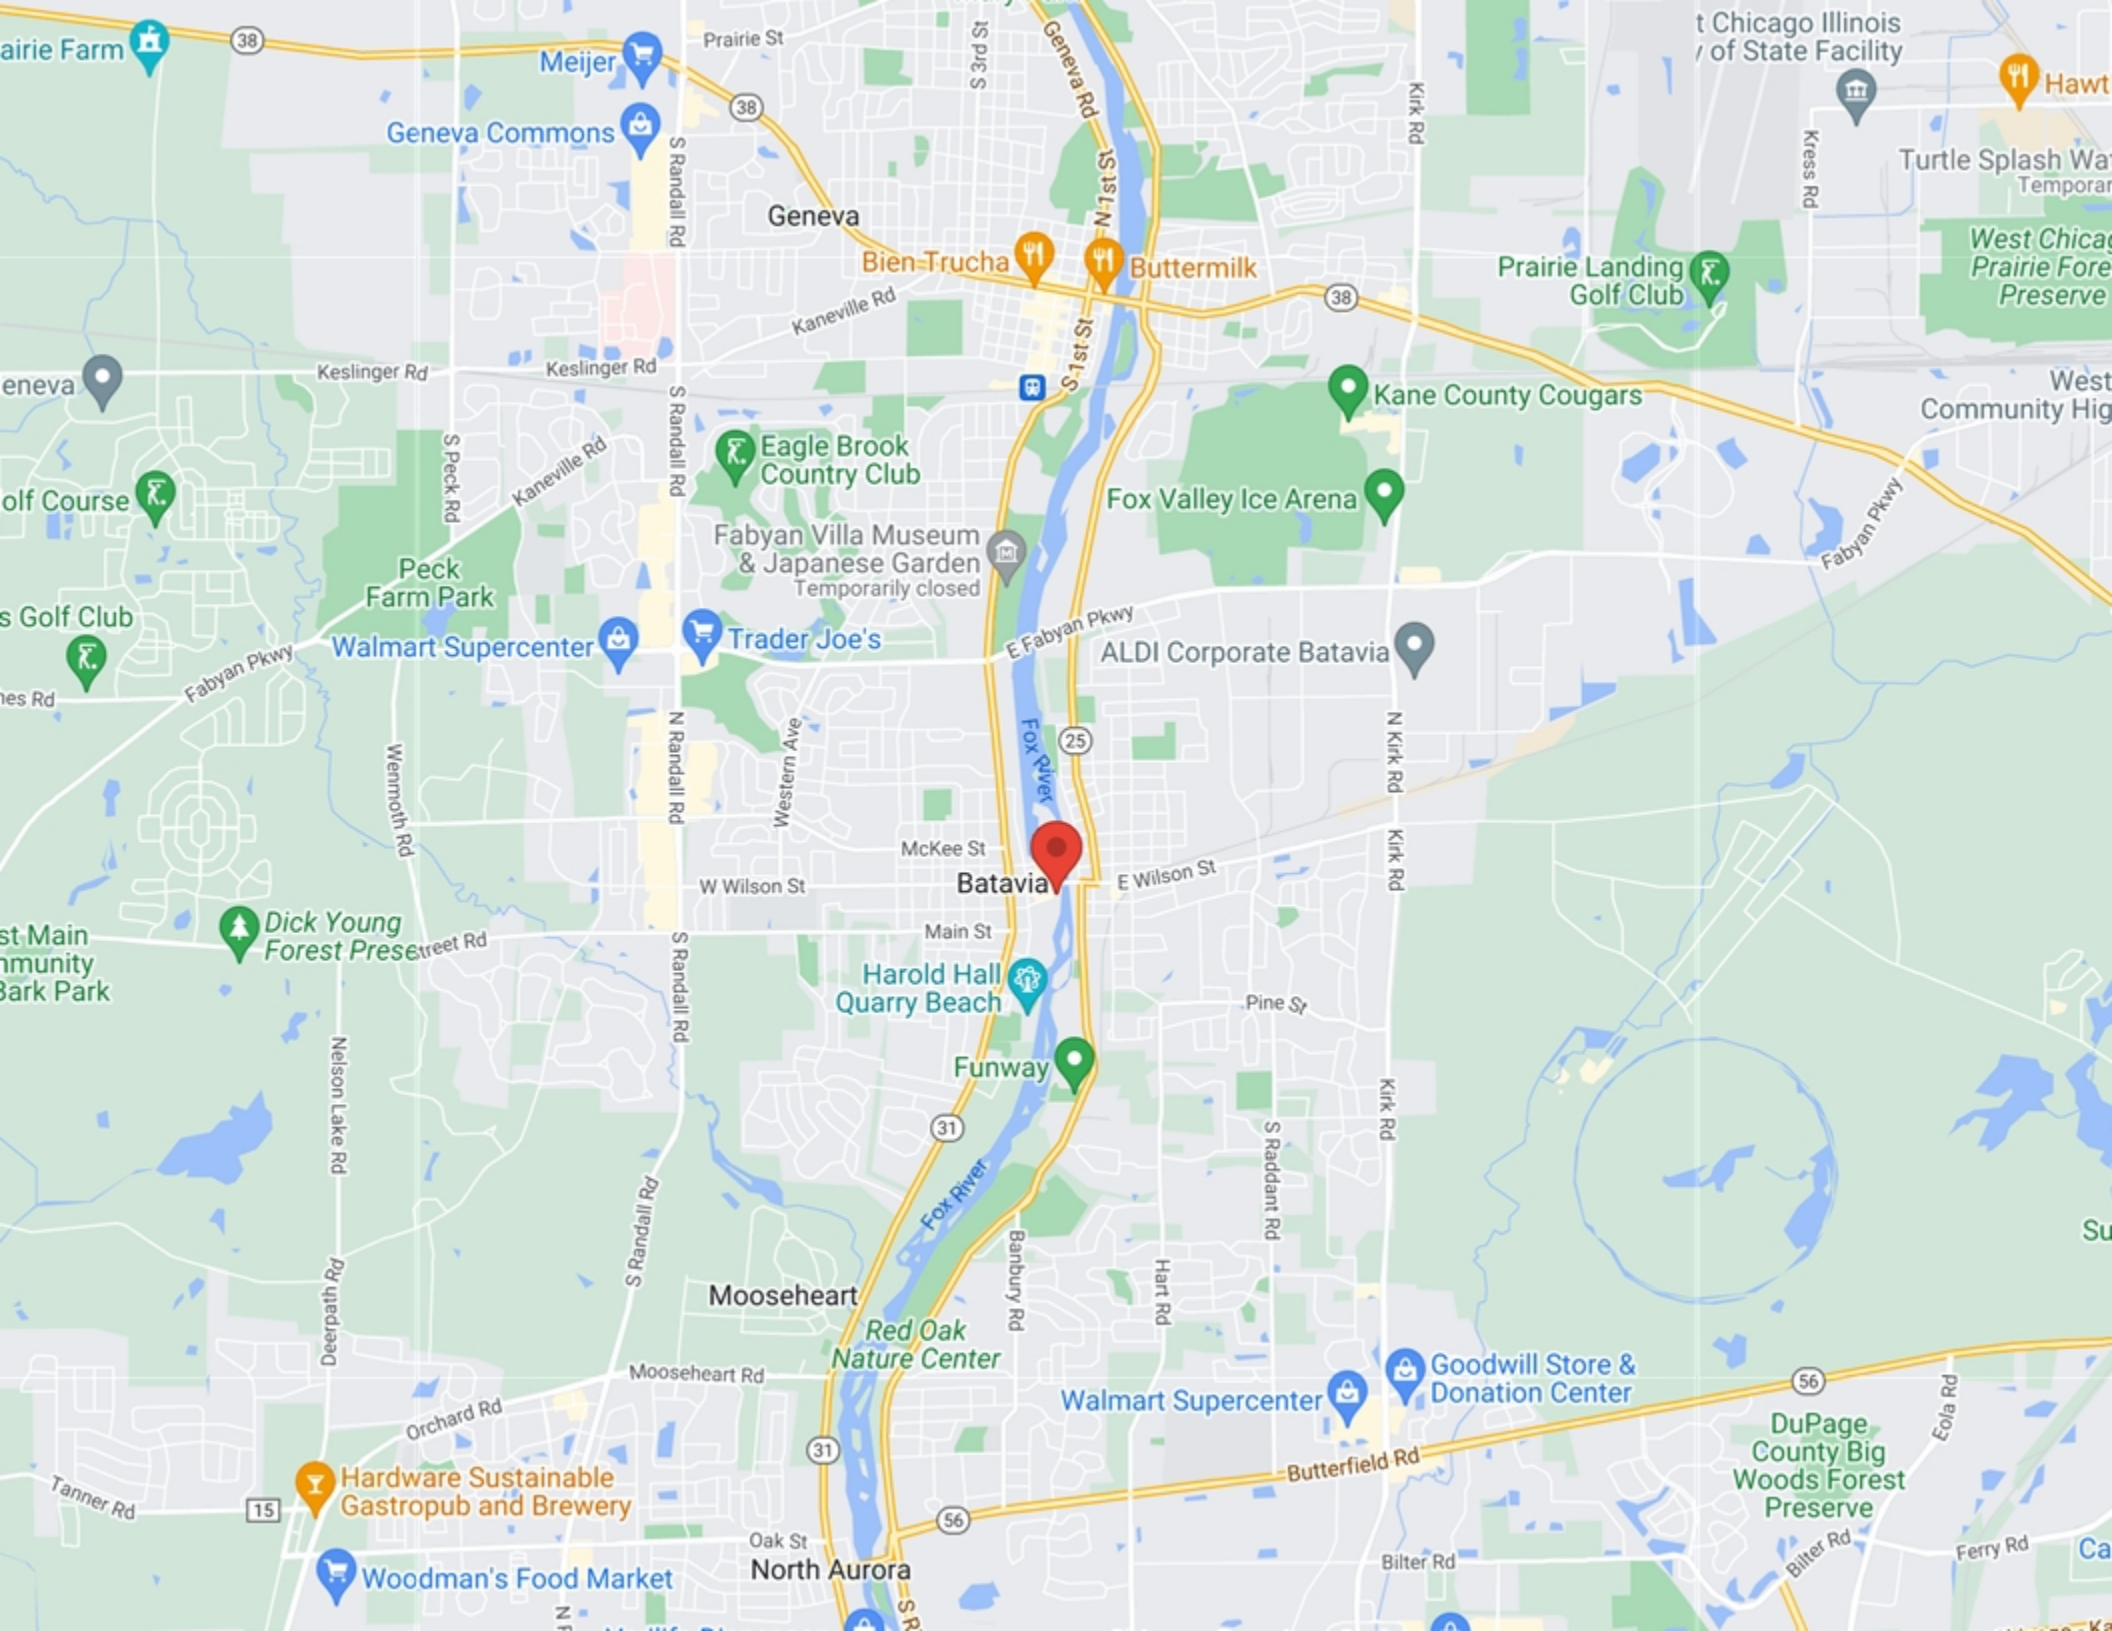 t Chicago Illinois
y of State Facility
airie Farm
38
Meijer
Prairie St
S 3rd St
Geneva Rd
Kirk Rd
Hawt
38
Geneva Commons
S Randall Rd
N 1st St
Kress Rd
Turtle Splash Wa
Temporar
Geneva
Bien Trucha
Buttermilk
Prairie Landing
Golf Club
West Chicag
Prairie Fore
Preserve
Kaneville Rd
38
S 1st St
Keslinger Rd
Keslinger Rd
eneva
S Randall Rd
Kane County Cougars
West
Community Hig
S Peck Rd
Kaneville Rd
Eagle Brook
Country Club
olf Course
Fox Valley Ice Arena
Fabyan Pkwy
Fabyan Villa Museum
& Japanese Garden
Temporarily closed
Peck
Farm Park
s Golf Club
Walmart Supercenter
Trader Joe's
E Fabyan Pkwy
ALDI Corporate Batavia
Fabyan Pkwy
nes Rd
N Randall Rd
Western Ave
Fox River
25
N Kirk Rd
Wenmoth Rd
McKee St
Kirk Rd
W Wilson St
Batavia
E Wilson St
Dick Young
Forest Prese
treet Rd
Main St
st Main
mmunity
Bark Park
S Randall Rd
Harold Hall
Quarry Beach
Pine St
Nelson Lake Rd
Funway
Kirk Rd
31
S Raddant Rd
Fox River
S Randall Rd
Su
Deerpath Rd
Mooseheart
Banbury Rd
Hart Rd
Red Oak
Nature Center
Mooseheart Rd
Goodwill Store &
Donation Center
56
Walmart Supercenter
Orchard Rd
Eola Rd
DuPage
County Big
Woods Forest
Preserve
31
Butterfield Rd
Hardware Sustainable
Gastropub and Brewery
Tanner Rd
15
56
Oak St
Bilter Rd
Bilter Rd
Ferry Rd
Ca
North Aurora
Woodman's Food Market